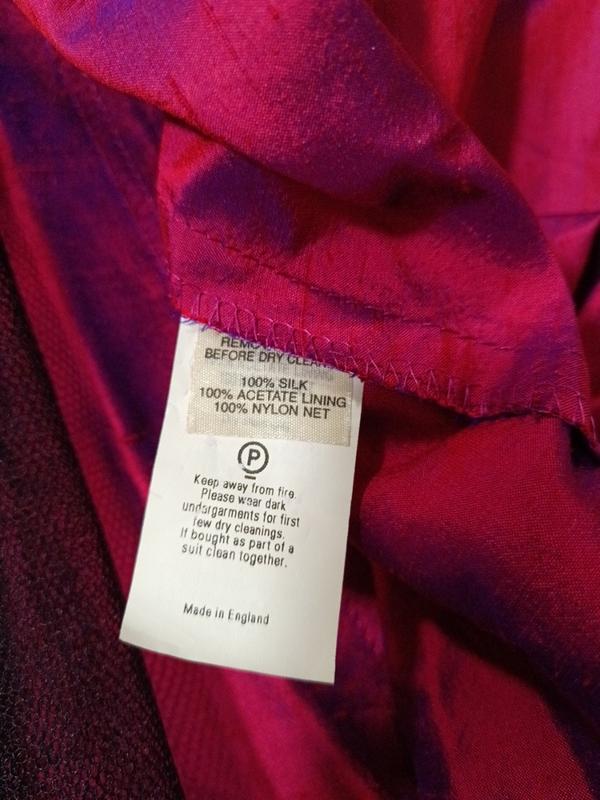 BEFORE DRY
100% SILK
100% ACETATE LINING
100% NYLON NET
P
Keep away from fire.
Please wear dark
undergarments for first
few dry cleanings.
If bought as part of a
suit clean together.
Made in England